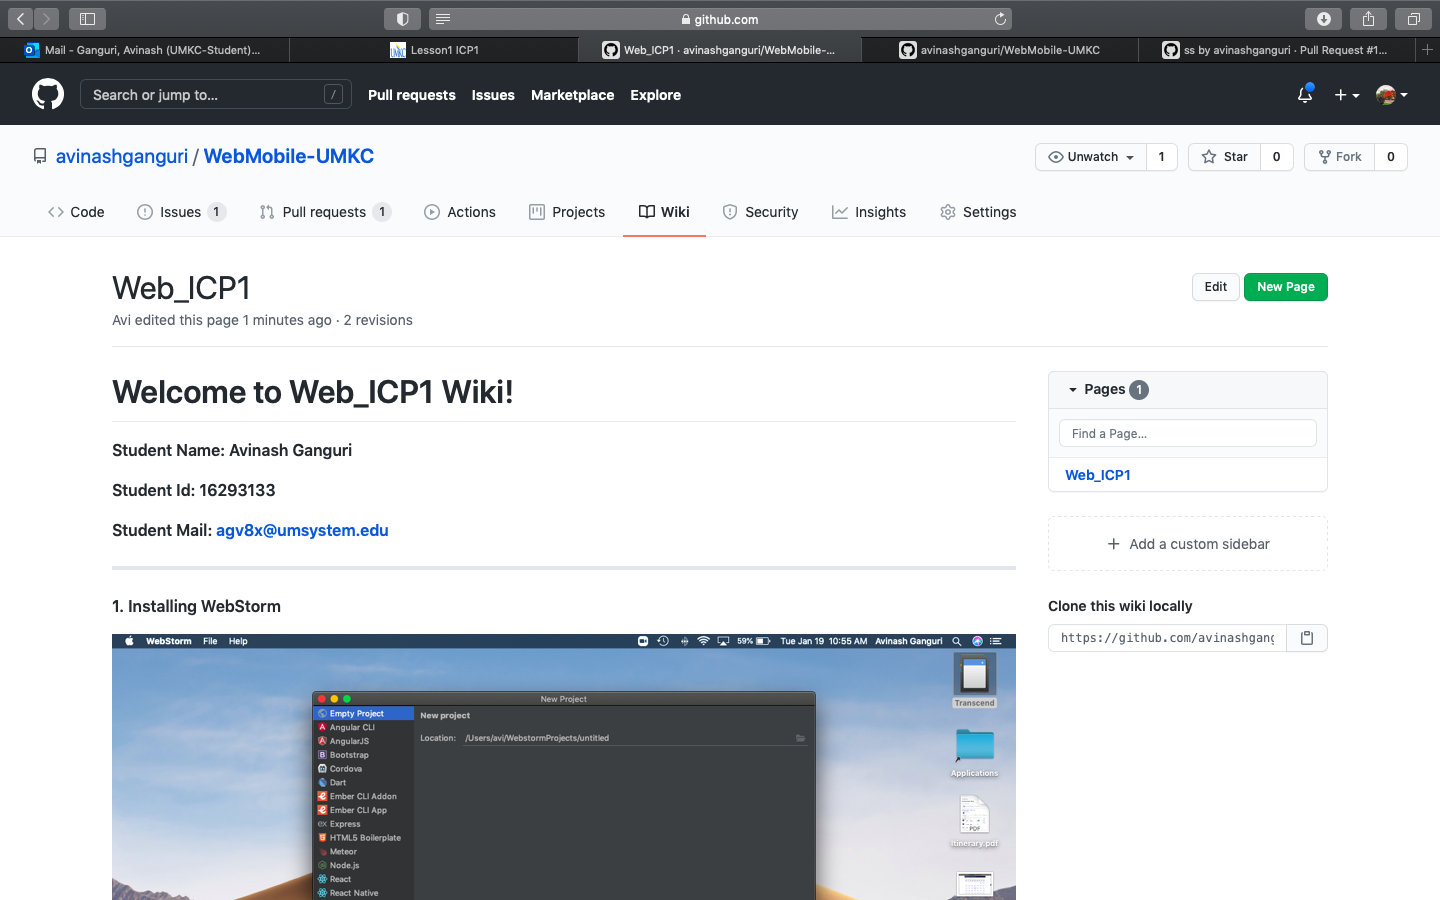 github.com
Mail - Ganguri, Avinash (UMKC-Student)...
Lesson1 ICP1
Web_ICP1 · avinashganguri/WebMobile-...
avinashganguri/WebMobile-UMKC
ss by avinashganguri · Pull Request #1...
Search or jump to... /
Pull requests Issues Marketplace Explore
avinashganguri / WebMobile-UMKC
Unwatch 1 Star 0 Fork 0
Code Issues 1 Pull requests 1 Actions Projects Wiki Security Insights Settings
Web_ICP1
Edit New Page
Avi edited this page 1 minutes ago · 2 revisions
Welcome to Web_ICP1 Wiki!
Student Name: Avinash Ganguri
Student Id: 16293133
Student Mail: agv8x@umsystem.edu
1. Installing WebStorm
WebStorm File Help 59% Tue Jan 19 10:55 AM Avinash Ganguri
New Project
Empty Project
Angular CLI
AngularJS
Bootstrap
Cordova
Dart
Ember CLI Addon
Ember CLI App
Express
HTML5 Boilerplate
Meteor
Node.js
React
React Native
New project
Location: /Users/avi/WebstormProjects/untitled
Transcend
Applications
PDF
Itinerary.pdf
Pages 1
Find a Page...
Web_ICP1
Add a custom sidebar
Clone this wiki locally
https://github.com/avinashgang